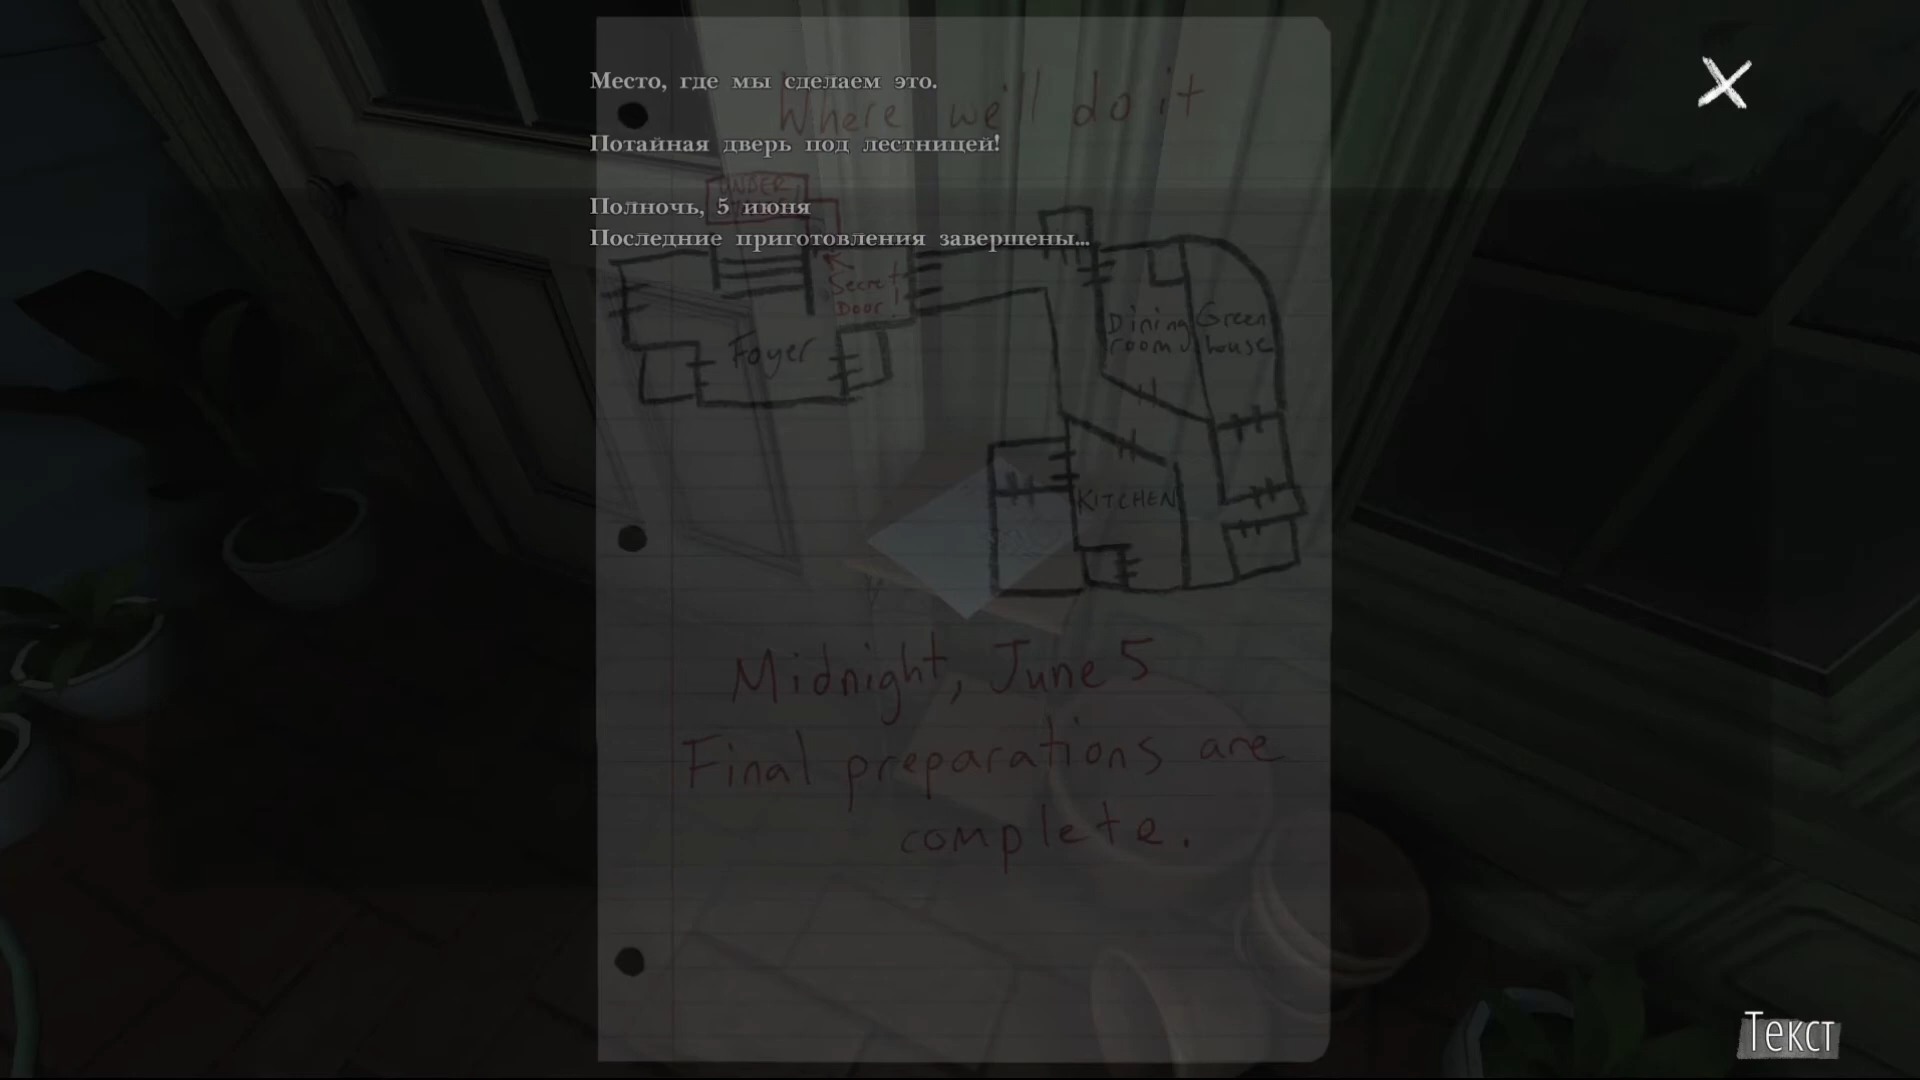 Место, где мы сделаем это.
Where we'll do it
Потайная дверь под лестницей!
UNDER
Полночь, 5 июня
Последние приготовления завершены...
Secret
Door!
Foyer
Dining
room
Green
house
KITCHEN
Midnight, June 5
Final preparations are
complete.
Текст